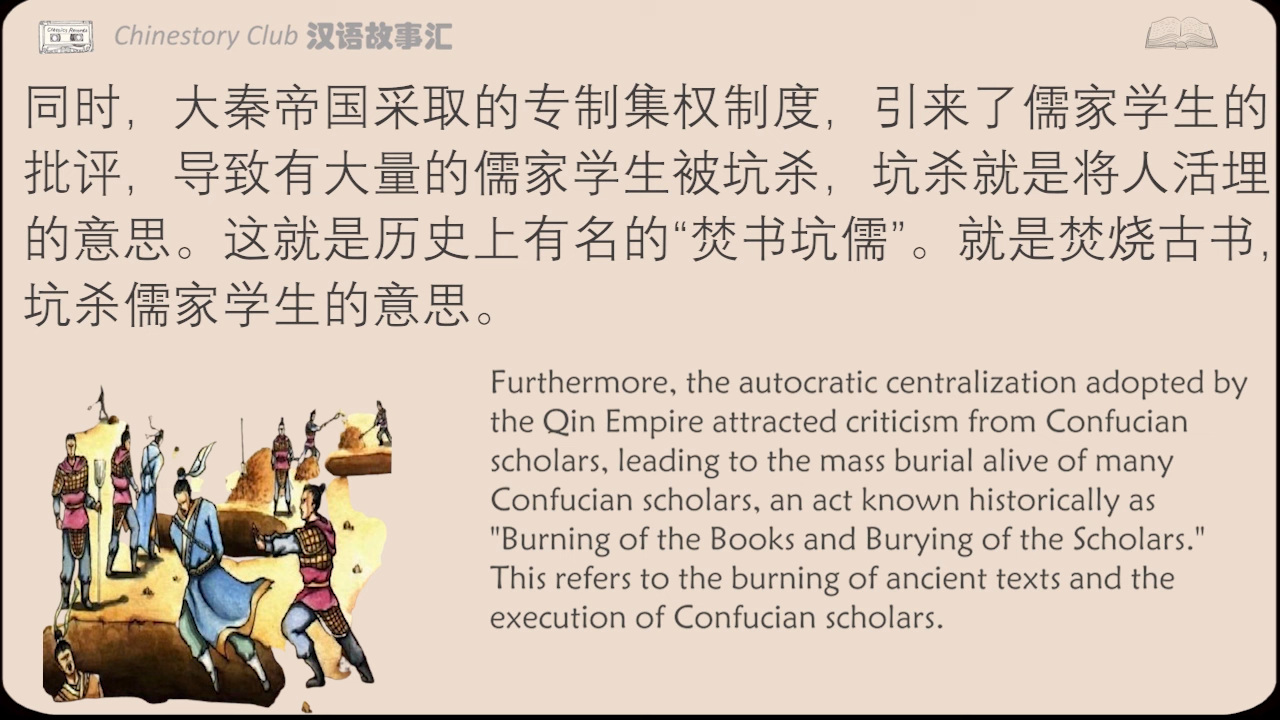 Chinestory Club 汉语故事汇
同时，大秦帝国采取的专制集权制度，引来了儒家学生的
批评，导致有大量的儒家学生被坑杀，坑杀就是将人活埋
的意思。这就是历史上有名的“焚书坑儒”。就是焚烧古书，
坑杀儒家学生的意思。
Furthermore, the autocratic centralization adopted by
the Qin Empire attracted criticism from Confucian
scholars, leading to the mass burial alive of many
Confucian scholars, an act known historically as
"Burning of the Books and Burying of the Scholars."
This refers to the burning of ancient texts and the
execution of Confucian scholars.